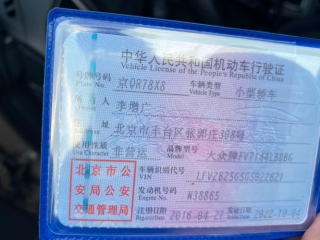 中华人民共和国机动车行驶证
Vehicle License of the People's Republic of China
号牌号码 京QR78X8 车辆类型 小型轿车
Plate No. Vehicle Type
所有人 李增广
住址 北京市丰台区张郭庄308号
使用性质 非营运 品牌型号 大众牌
Use Character
北京市公
安局公安
交通管理局
车辆识别代号
VIN
发动机号码 W38865
Engine No.
注册日期 发证日期
Register Date Issue Date